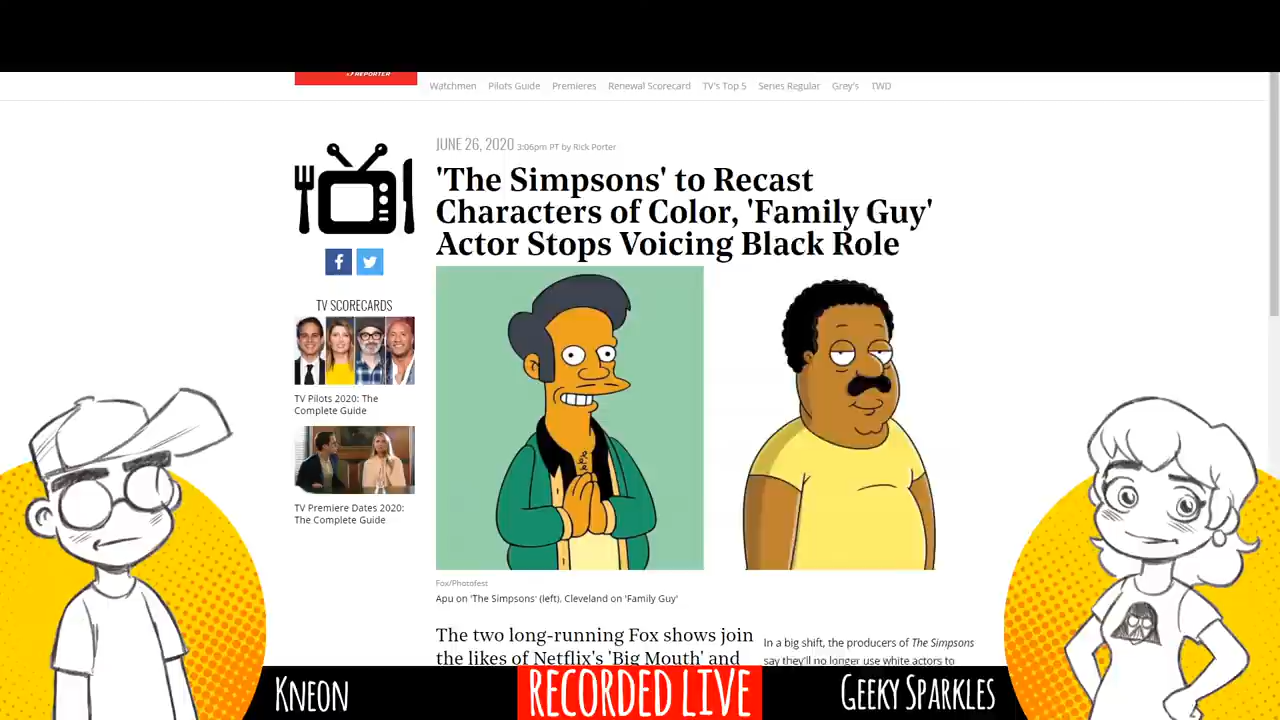 REPORTER
Watchmen Pilots Guide Premieres Renewal Scorecard TV's Top 5 Series Regular Grey's IWD
JUNE 26, 2020 3:06pm PT by Rick Porter
'The Simpsons' to Recast
Characters of Color, 'Family Guy'
Actor Stops Voicing Black Role
TV SCORECARDS
TV Pilots 2020: The
Complete Guide
TV Premiere Dates 2020:
The Complete Guide
Fox/Photofest
Apu on 'The Simpsons' (left), Cleveland on 'Family Guy'
The two long-running Fox shows join
the likes of Netflix's 'Big Mouth' and
In a big shift, the producers of The Simpsons
say they'll no longer use white actors to
KNEON
RECORDED LIVE
GEEKY SPARKLES